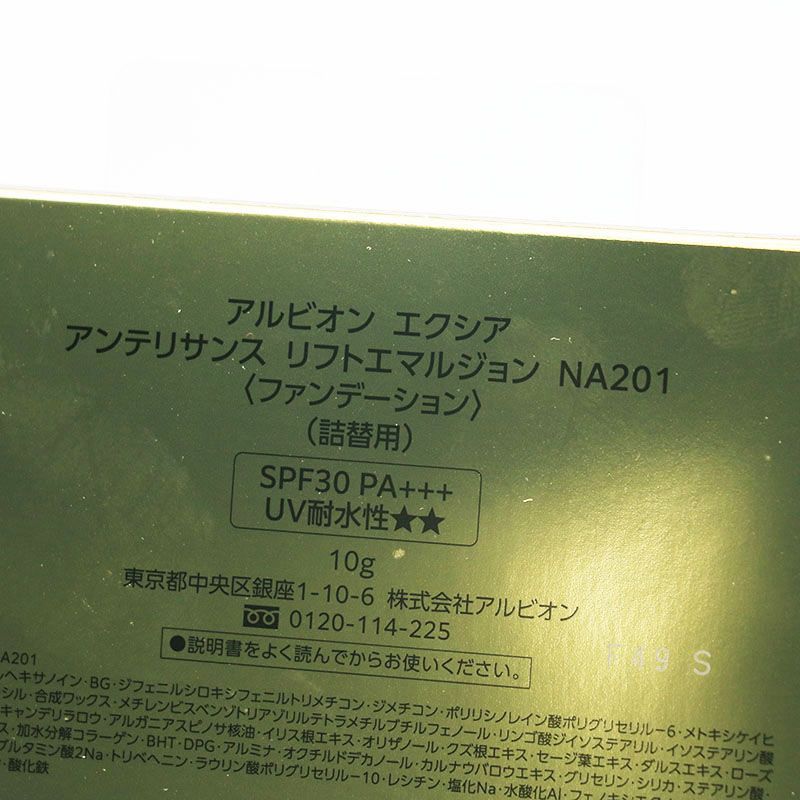 アルビオン エクシア
アンテリサンス リフトエマルジョン NA201
〈ファンデーション〉
(詰替用)
SPF30 PA+++
UV耐水性★★
10g
東京都中央区銀座1-10-6 株式会社アルビオン
0120-114-225
●説明書をよく読んでからお使いください。
F49 S
A201
ルヘキサノイン・BG・ジフェニルシロキシフェニルトリメチコン・ジメチコン・ポリリシノレイン酸ポリグリセリル-6・メトキシケイヒ
シル・合成ワックス・メチレンビスベンゾトリアゾリルテトラメチルブチルフェノール・リンゴ酸ジイソステアリル・イソステアリン酸
キャンデリラロウ・アルガニアスピノサ核油・イリス根エキス・オリザノール・クズ根エキス・セージ葉エキス・ダルスエキス・ローズ
ス・加水分解コラーゲン・BHT・DPG・アルミナ・オクチルドデカノール・カルナウバロウエキス・グリセリン・シリカ・ステアリン酸・
グルタミン酸2Na・トリベヘニン・ラウリン酸ポリグリセリル-10・レシチン・塩化Na・水酸化Al・フェノキシエ
・酸化鉄